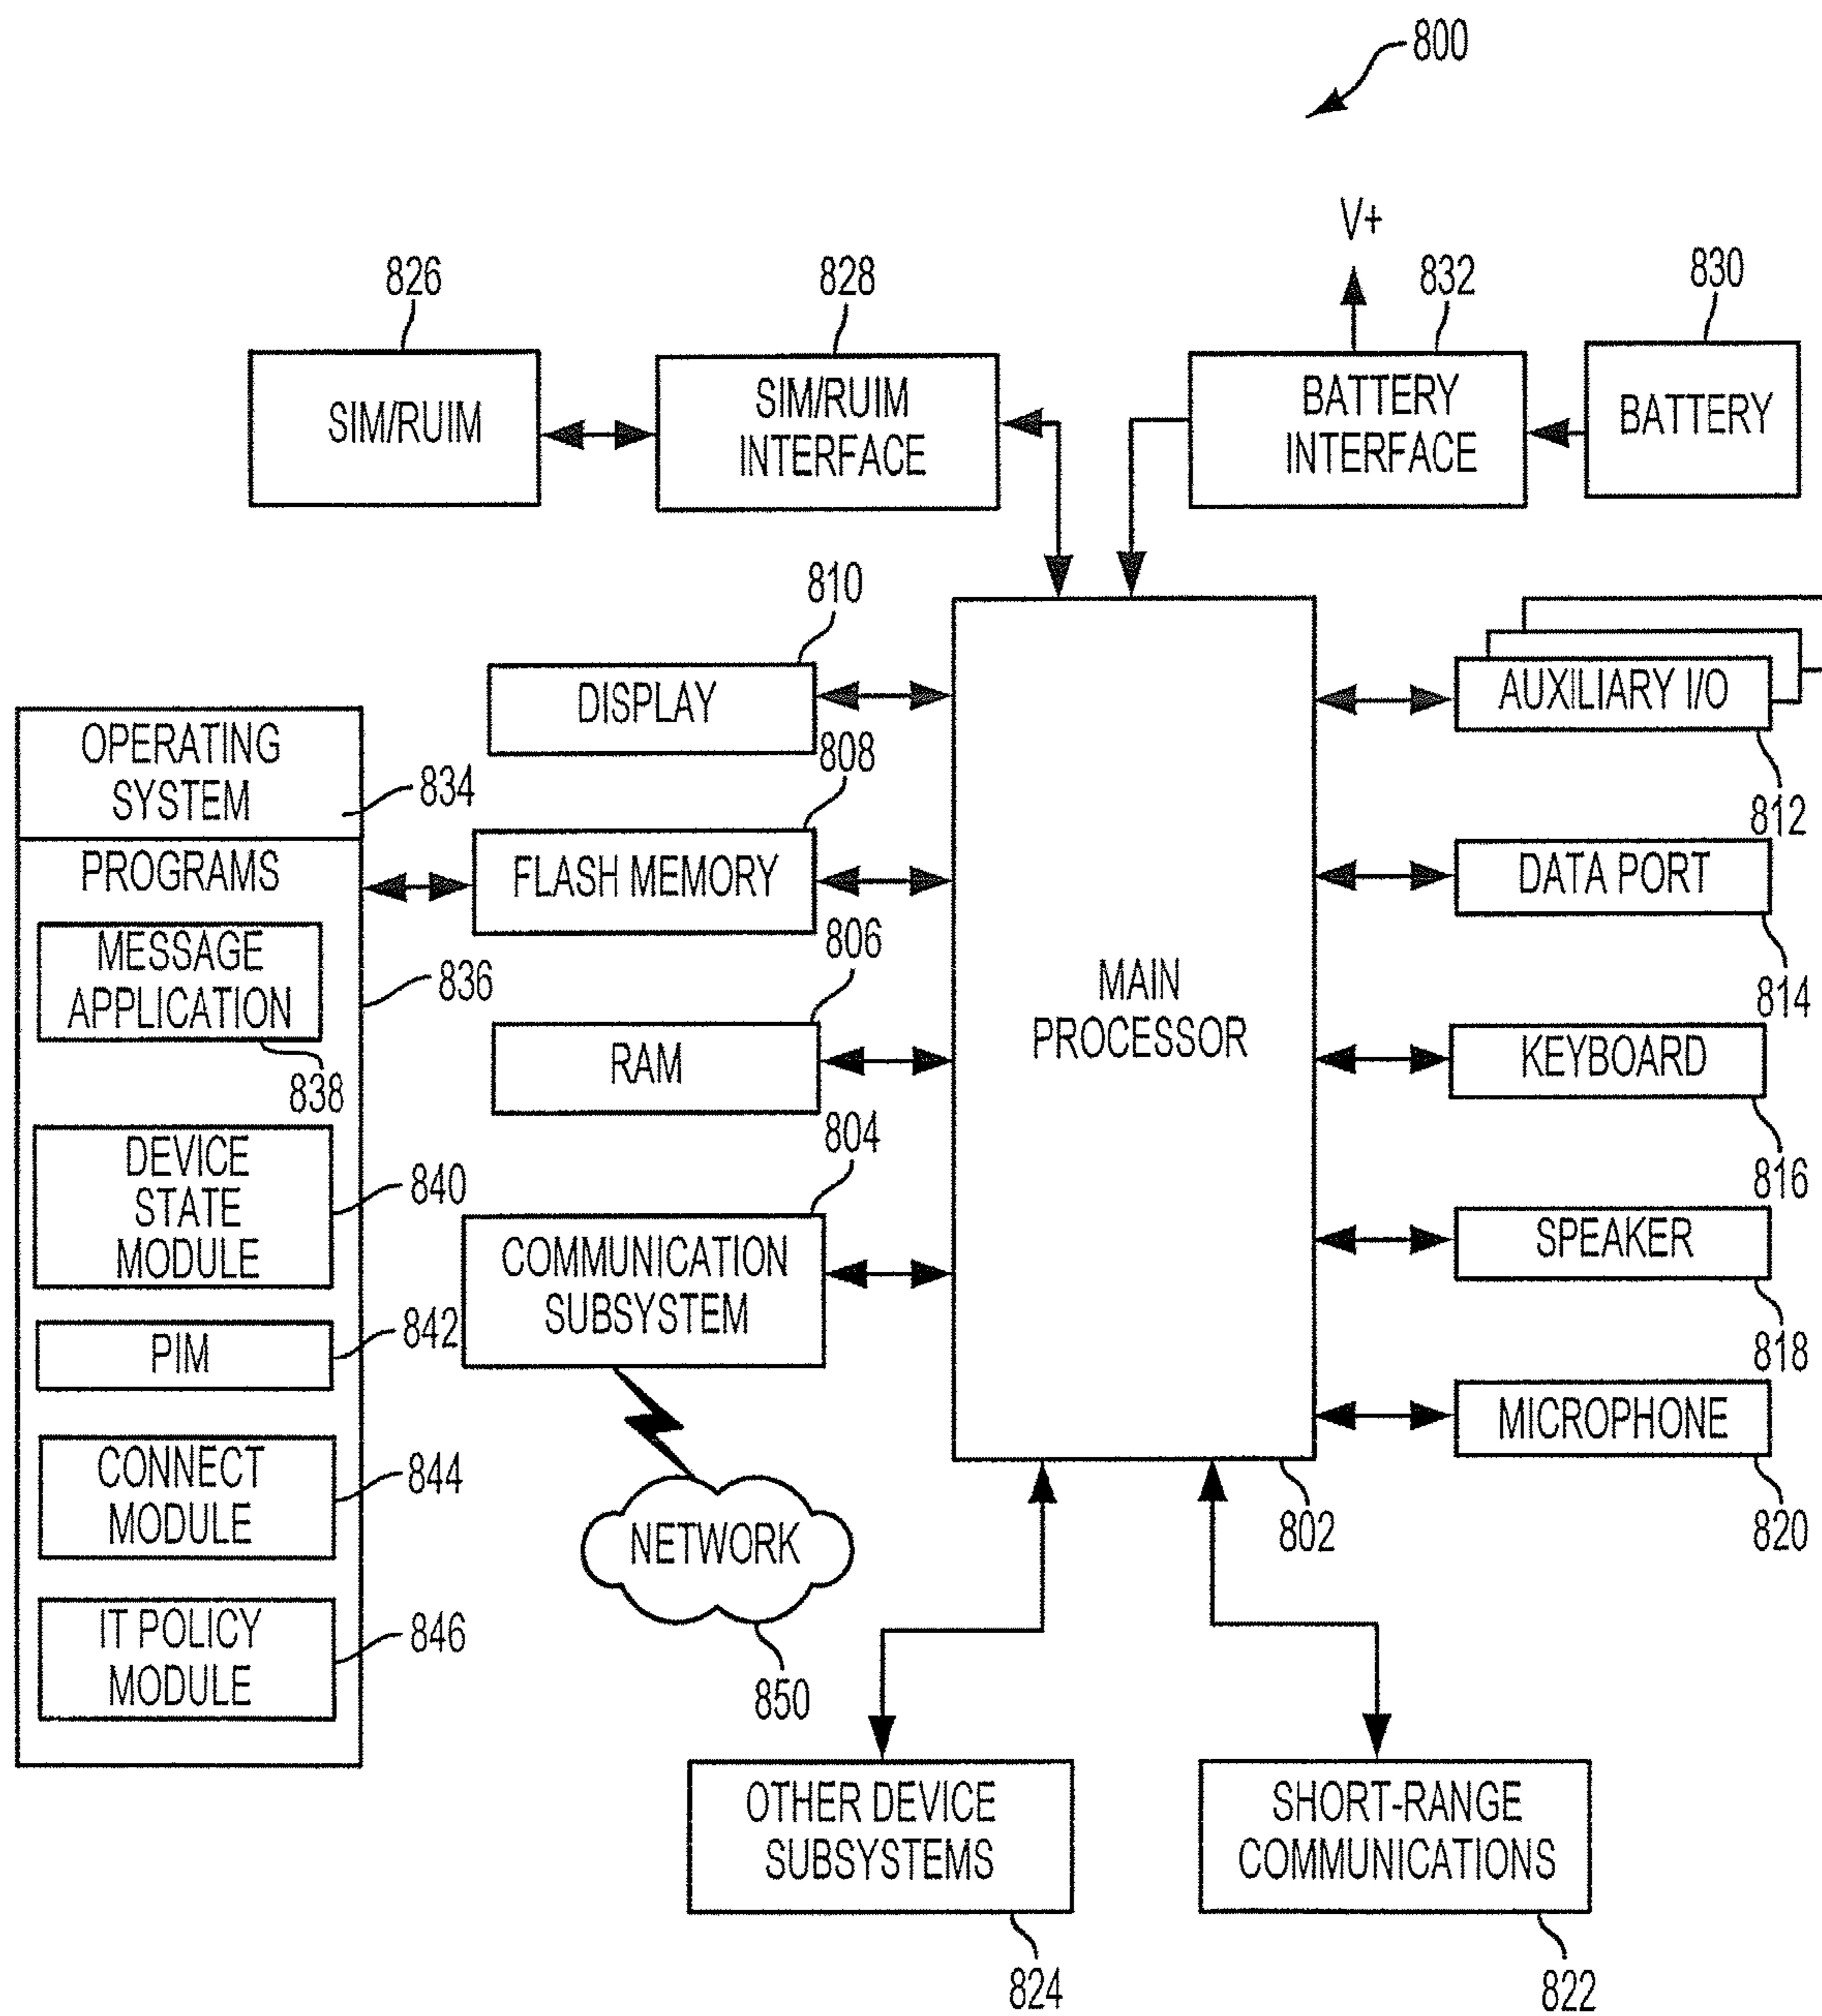 800
V+
826
828
832
830
SIM/RUIM
SIM/RUIM
INTERFACE
BATTERY
INTERFACE
BATTERY
810
DISPLAY
AUXILIARY I/O
812
OPERATING
SYSTEM
834
808
FLASH MEMORY
DATA PORT
814
PROGRAMS
MESSAGE
APPLICATION
838
836
806
RAM
MAIN
PROCESSOR
KEYBOARD
816
DEVICE
STATE
MODULE
840
804
COMMUNICATION
SUBSYSTEM
SPEAKER
818
PIM
842
MICROPHONE
820
CONNECT
MODULE
844
NETWORK
850
802
IT POLICY
MODULE
846
OTHER DEVICE
SUBSYSTEMS
824
SHORT-RANGE
COMMUNICATIONS
822